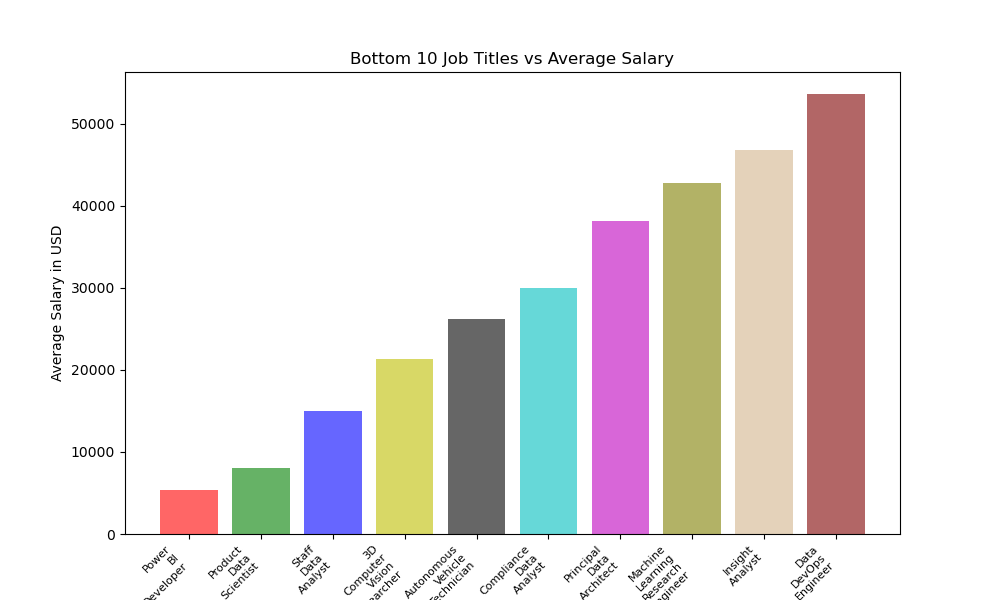 Bottom 10 Job Titles vs Average Salary
Average Salary in USD
50000
40000
30000
20000
10000
0
Power
BI
Developer
Product
Data
Scientist
Staff
Data
Analyst
3D
Computer
Vision
Autonomous
Vehicle
Technician
Compliance
Data
Analyst
Principal
Data
Architect
Machine
Learning
Research
Insight
Analyst
Data
DevOps
Engineer